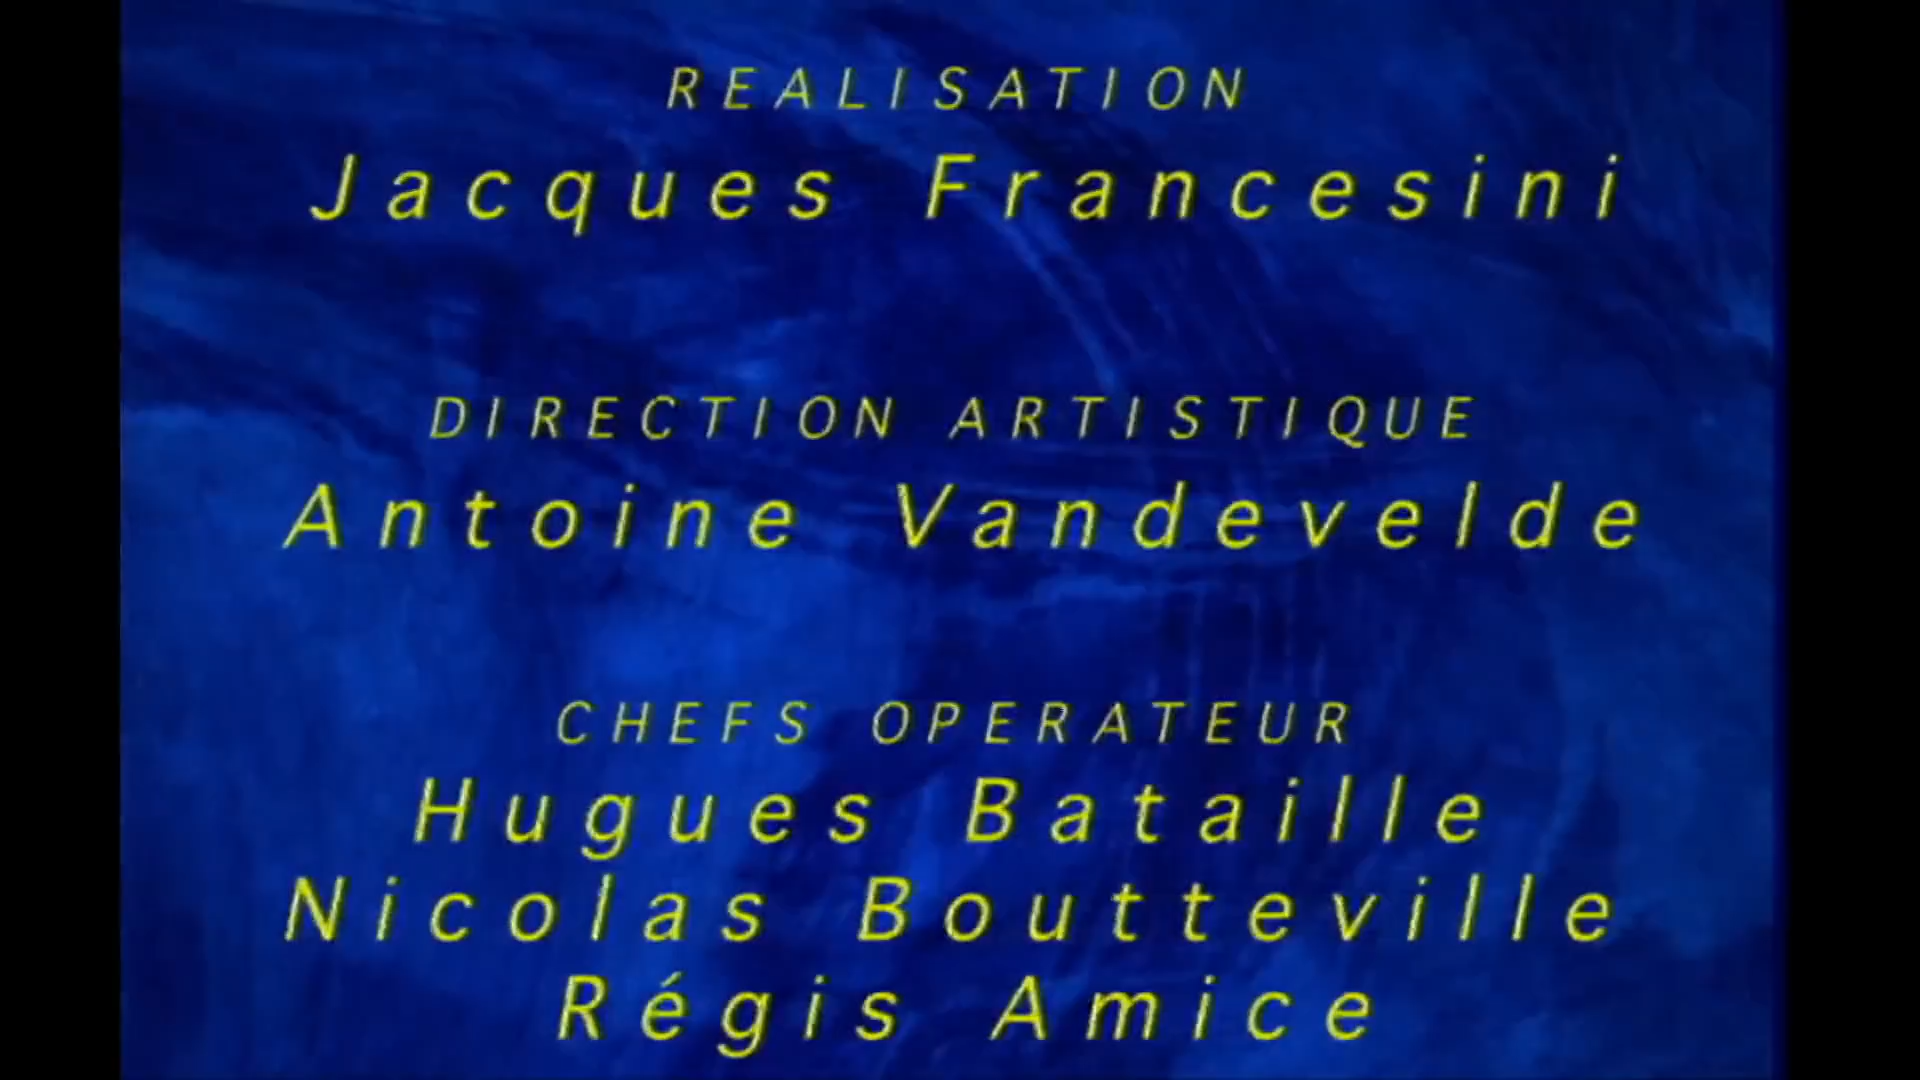 REALISATION
Jacques Francesini
DIRECTION ARTISTIQUE
Antoine Vandevelde
CHEFS OPERATEUR
Hugues Bataille
Nicolas Boutteville
Régis Amice